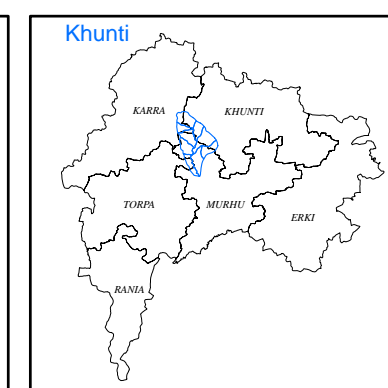 Khunti
KARRA
KHUNTI
TORPA
MURHU
ERKI
RANIA